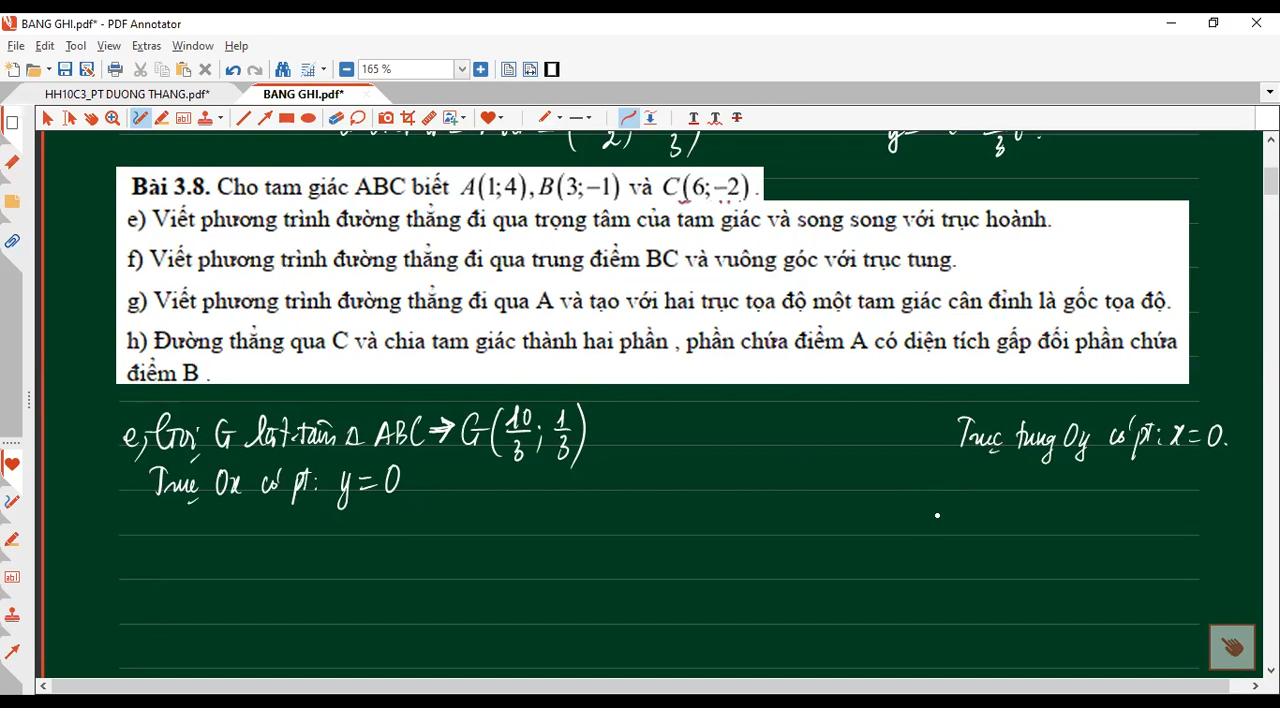 BANG GHI.pdf* - PDF Annotator
File Edit Tool View Extras Window Help
165 %
HH10C3_PT DUONG THANG.pdf* BANG GHI.pdf*
Bài 3.8. Cho tam giác ABC biết A(1;4), B(3;−1) và C(6;−2).
e) Viết phương trình đường thẳng đi qua trọng tâm của tam giác và song song với trục hoành.
f) Viết phương trình đường thẳng đi qua trung điểm BC và vuông góc với trục tung.
g) Viết phương trình đường thẳng đi qua A và tạo với hai trục tọa độ một tam giác cân đỉnh là gốc tọa độ.
h) Đường thẳng qua C và chia tam giác thành hai phần , phần chứa điểm A có diện tích gấp đối phần chứa
điểm B .
e, Gọi G là t.tâm Δ ABC → G(10/3; 1/3)
Trục tung Oy có pt: x = 0.
Trục Ox có pt: y = 0